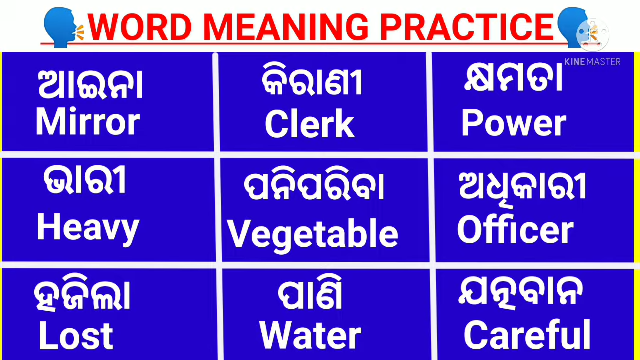 WORD MEANING PRACTICE
KINEMASTER
ଆଇନା
Mirror
କିରାଣୀ
Clerk
କ୍ଷମତା
Power
ଭାରୀ
Heavy
ପନିପରିବା
Vegetable
ଅଧିକାରୀ
Officer
ହଜିଲା
Lost
ପାଣି
Water
ଯତ୍ନବାନ
Careful